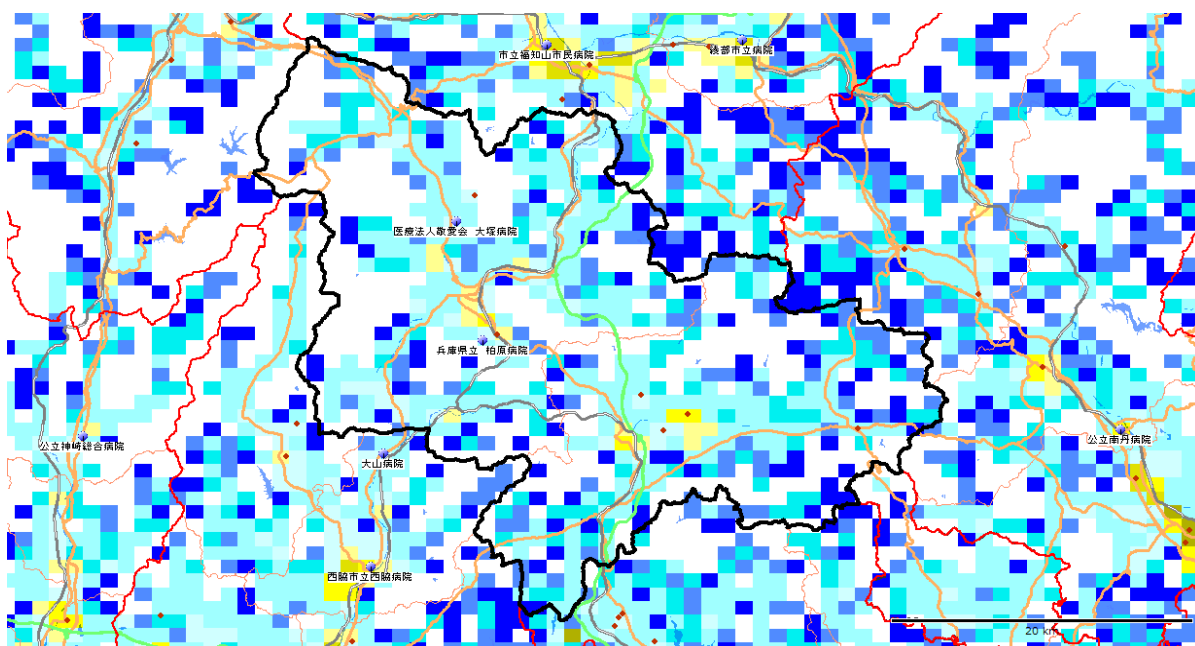 市立福知山市民病院
綾部市立病院
医療法人敬愛会 大塚病院
兵庫県立 柏原病院
公立神崎総合病院
大山病院
公立南丹病院
西脇市立西脇病院
20 km